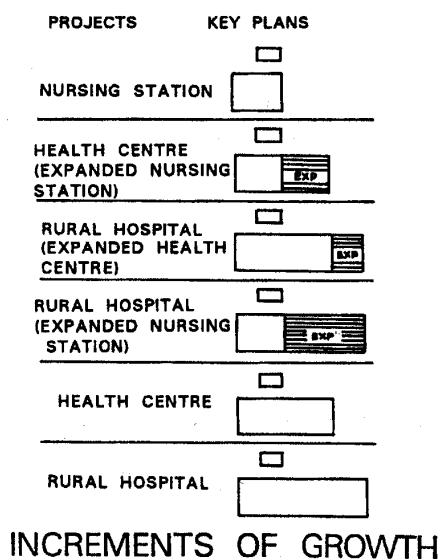 PROJECTS KEY PLANS
NURSING STATION
HEALTH CENTRE
(EXPANDED NURSING
STATION)
EXP
RURAL HOSPITAL
(EXPANDED HEALTH
CENTRE)
EXP
RURAL HOSPITAL
(EXPANDED NURSING
STATION)
EXP
HEALTH CENTRE
RURAL HOSPITAL
INCREMENTS OF GROWTH